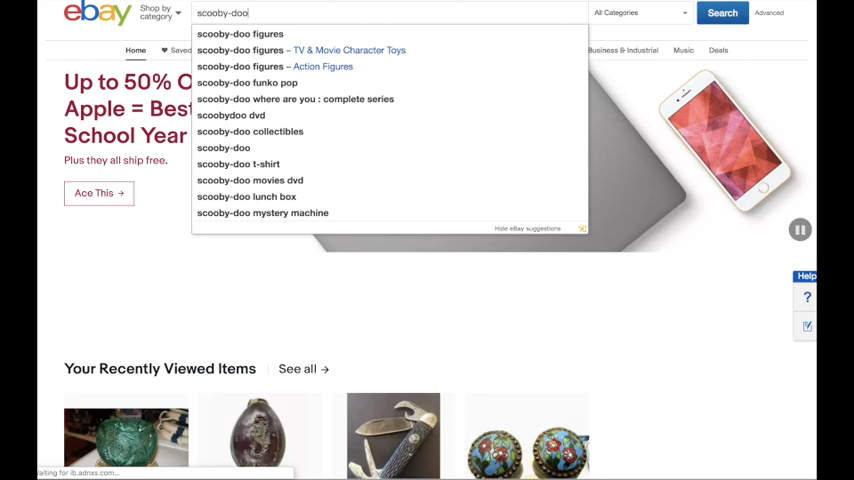 ebay
Shop by
category
scooby-doo
All Categories
Search
Advanced
Home
Saved
Business & Industrial
Music
Deals
scooby-doo figures
scooby-doo figures – TV & Movie Character Toys
scooby-doo figures – Action Figures
scooby-doo funko pop
scooby-doo where are you : complete series
scoobydoo dvd
scooby-doo collectibles
scooby-doo
scooby-doo t-shirt
scooby-doo movies dvd
scooby-doo lunch box
scooby-doo mystery machine
Hide eBay suggestions
Up to 50% O
Apple = Best
School Year
Plus they all ship free.
Ace This →
Help
?
Your Recently Viewed Items
See all →
Waiting for lb.adnxs.com...